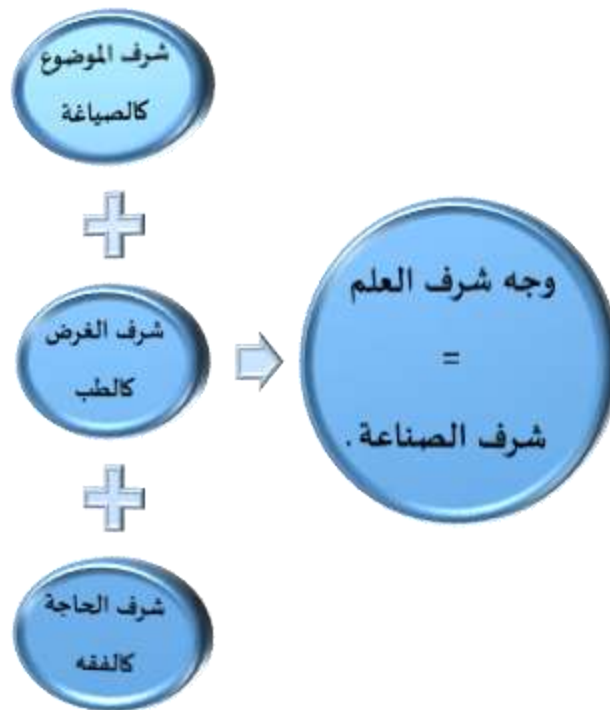 شرف الموضوع
كالصياغة
شرف الغرض
كالطب
شرف الحاجة
كالفقه
وجه شرف العلم
=
شرف الصناعة.